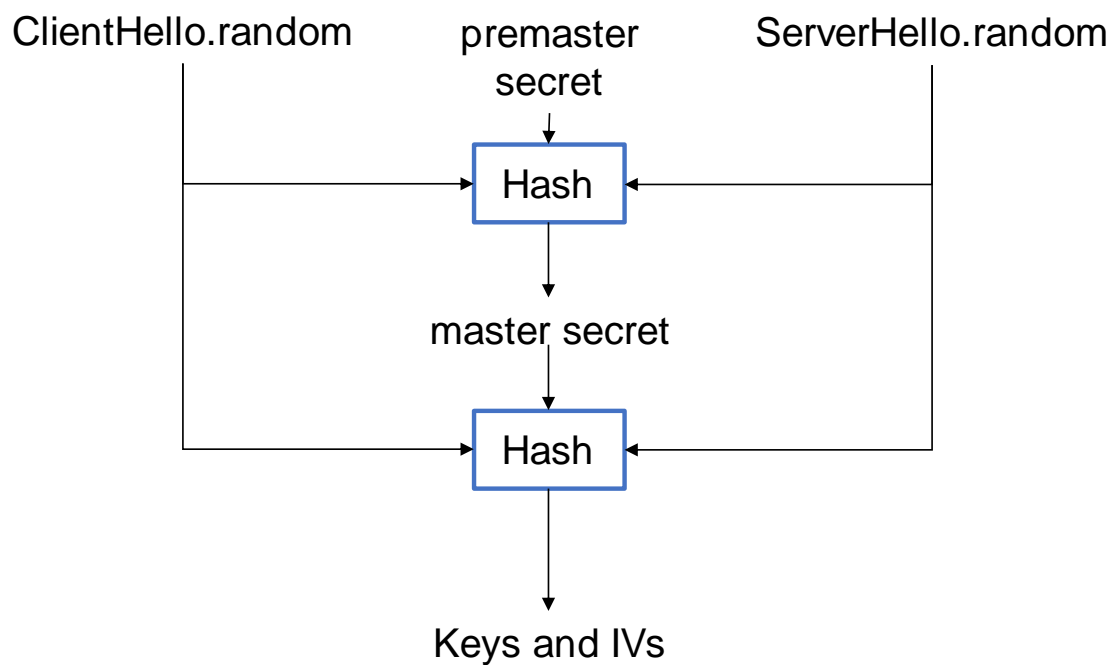 ClientHello.random
premaster
secret
ServerHello.random
Hash
master secret
Hash
Keys and IVs